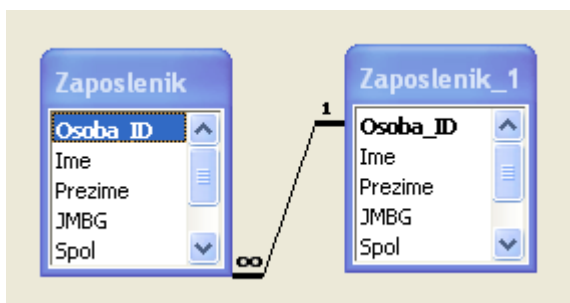 Zaposlenik
Osoba_ID
Ime
Prezime
JMBG
Spol
∞
1
Zaposlenik_1
Osoba_ID
Ime
Prezime
JMBG
Spol